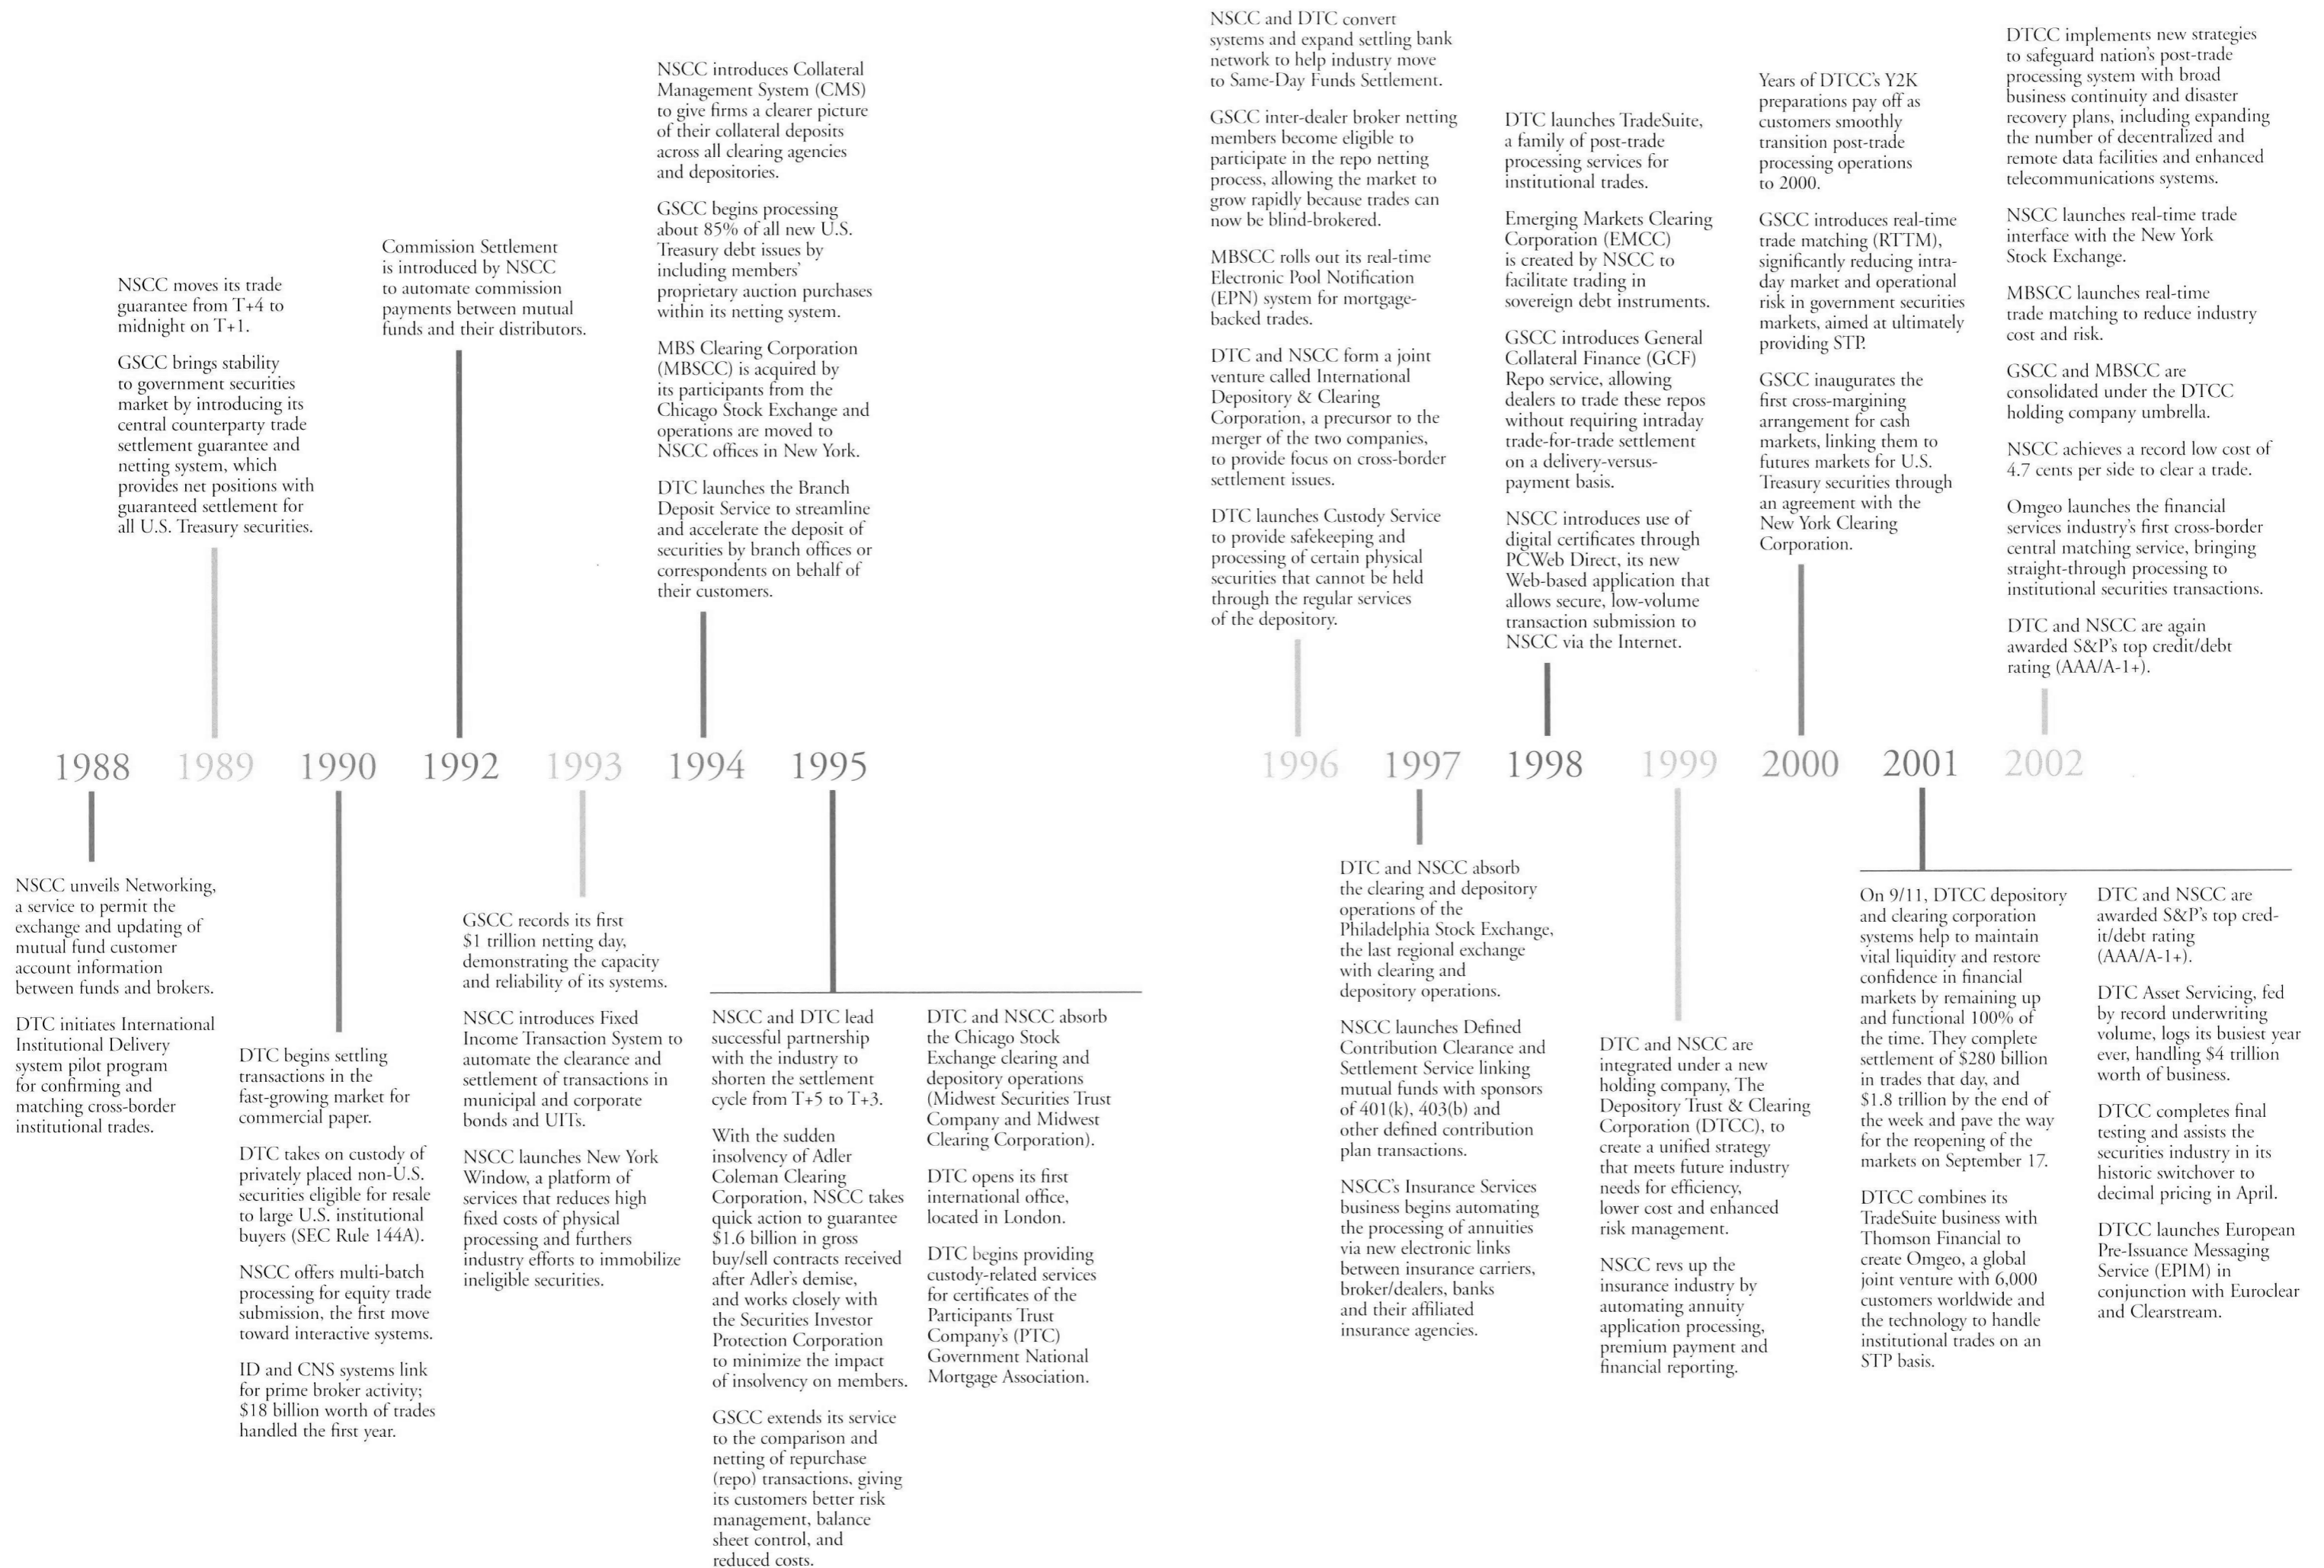 NSCC moves its trade
guarantee from T+4 to
midnight on T+1.
GSCC brings stability
to government securities
market by introducing its
central counterparty trade
settlement guarantee and
netting system, which
provides net positions with
guaranteed settlement for
all U.S. Treasury securities.
Commission Settlement
is introduced by NSCC
to automate commission
payments between mutual
funds and their distributors.
NSCC introduces Collateral
Management System (CMS)
to give firms a clearer picture
of their collateral deposits
across all clearing agencies
and depositories.
GSCC begins processing
about 85% of all new U.S.
Treasury debt issues by
including members'
proprietary auction purchases
within its netting system.
MBS Clearing Corporation
(MBSCC) is acquired by
its participants from the
Chicago Stock Exchange and
operations are moved to
NSCC offices in New York.
DTC launches the Branch
Deposit Service to streamline
and accelerate the deposit of
securities by branch offices or
correspondents on behalf of
their customers.
NSCC and DTC convert
systems and expand settling bank
network to help industry move
to Same-Day Funds Settlement.
GSCC inter-dealer broker netting
members become eligible to
participate in the repo netting
process, allowing the market to
grow rapidly because trades can
now be blind-brokered.
MBSCC rolls out its real-time
Electronic Pool Notification
(EPN) system for mortgage-
backed trades.
DTC and NSCC form a joint
venture called International
Depository & Clearing
Corporation, a precursor to the
merger of the two companies,
to provide focus on cross-border
settlement issues.
DTC launches Custody Service
to provide safekeeping and
processing of certain physical
securities that cannot be held
through the regular services
of the depository.
DTC launches TradeSuite,
a family of post-trade
processing services for
institutional trades.
Emerging Markets Clearing
Corporation (EMCC)
is created by NSCC to
facilitate trading in
sovereign debt instruments.
GSCC introduces General
Collateral Finance (GCF)
Repo service, allowing
dealers to trade these repos
without requiring intraday
trade-for-trade settlement
on a delivery-versus-
payment basis.
NSCC introduces use of
digital certificates through
PCWeb Direct, its new
Web-based application that
allows secure, low-volume
transaction submission to
NSCC via the Internet.
Years of DTCC's Y2K
preparations pay off as
customers smoothly
transition post-trade
processing operations
to 2000.
GSCC introduces real-time
trade matching (RTTM),
significantly reducing intra-
day market and operational
risk in government securities
markets, aimed at ultimately
providing STP.
GSCC inaugurates the
first cross-margining
arrangement for cash
markets, linking them to
futures markets for U.S.
Treasury securities through
an agreement with the
New York Clearing
Corporation.
DTCC implements new strategies
to safeguard nation's post-trade
processing system with broad
business continuity and disaster
recovery plans, including expanding
the number of decentralized and
remote data facilities and enhanced
telecommunications systems.
NSCC launches real-time trade
interface with the New York
Stock Exchange.
MBSCC launches real-time
trade matching to reduce industry
cost and risk.
GSCC and MBSCC are
consolidated under the DTCC
holding company umbrella.
NSCC achieves a record low cost of
4.7 cents per side to clear a trade.
Omgeo launches the financial
services industry's first cross-border
central matching service, bringing
straight-through processing to
institutional securities transactions.
DTC and NSCC are again
awarded S&P's top credit/debt
rating (AAA/A-1+).
1988 1989 1990 1992 1993 1994 1995 1996 1997 1998 1999 2000 2001 2002
NSCC unveils Networking,
a service to permit the
exchange and updating of
mutual fund customer
account information
between funds and brokers.
DTC initiates International
Institutional Delivery
system pilot program
for confirming and
matching cross-border
institutional trades.
DTC begins settling
transactions in the
fast-growing market for
commercial paper.
DTC takes on custody of
privately placed non-U.S.
securities eligible for resale
to large U.S. institutional
buyers (SEC Rule 144A).
NSCC offers multi-batch
processing for equity trade
submission, the first move
toward interactive systems.
ID and CNS systems link
for prime broker activity;
$18 billion worth of trades
handled the first year.
GSCC records its first
$1 trillion netting day,
demonstrating the capacity
and reliability of its systems.
NSCC introduces Fixed
Income Transaction System to
automate the clearance and
settlement of transactions in
municipal and corporate
bonds and UITs.
NSCC launches New York
Window, a platform of
services that reduces high
fixed costs of physical
processing and furthers
industry efforts to immobilize
ineligible securities.
NSCC and DTC lead
successful partnership
with the industry to
shorten the settlement
cycle from T+5 to T+3.
With the sudden
insolvency of Adler
Coleman Clearing
Corporation, NSCC takes
quick action to guarantee
$1.6 billion in gross
buy/sell contracts received
after Adler's demise,
and works closely with
the Securities Investor
Protection Corporation
to minimize the impact
of insolvency on members.
GSCC extends its service
to the comparison and
netting of repurchase
(repo) transactions, giving
its customers better risk
management, balance
sheet control, and
reduced costs.
DTC and NSCC absorb
the Chicago Stock
Exchange clearing and
depository operations
(Midwest Securities Trust
Company and Midwest
Clearing Corporation).
DTC opens its first
international office,
located in London.
DTC begins providing
custody-related services
for certificates of the
Participants Trust
Company's (PTC)
Government National
Mortgage Association.
DTC and NSCC absorb
the clearing and depository
operations of the
Philadelphia Stock Exchange,
the last regional exchange
with clearing and
depository operations.
NSCC launches Defined
Contribution Clearance and
Settlement Service linking
mutual funds with sponsors
of 401(k), 403(b) and
other defined contribution
plan transactions.
NSCC's Insurance Services
business begins automating
the processing of annuities
via new electronic links
between insurance carriers,
broker/dealers, banks
and their affiliated
insurance agencies.
DTC and NSCC are
integrated under a new
holding company, The
Depository Trust & Clearing
Corporation (DTCC), to
create a unified strategy
that meets future industry
needs for efficiency,
lower cost and enhanced
risk management.
NSCC revs up the
insurance industry by
automating annuity
application processing,
premium payment and
financial reporting.
On 9/11, DTCC depository
and clearing corporation
systems help to maintain
vital liquidity and restore
confidence in financial
markets by remaining up
and functional 100% of
the time. They complete
settlement of $280 billion
in trades that day, and
$1.8 trillion by the end of
the week and pave the way
for the reopening of the
markets on September 17.
DTCC combines its
TradeSuite business with
Thomson Financial to
create Omgeo, a global
joint venture with 6,000
customers worldwide and
the technology to handle
institutional trades on an
STP basis.
DTC and NSCC are
awarded S&P's top cred-
it/debt rating
(AAA/A-1+).
DTC Asset Servicing, fed
by record underwriting
volume, logs its busiest year
ever, handling $4 trillion
worth of business.
DTCC completes final
testing and assists the
securities industry in its
historic switchover to
decimal pricing in April.
DTCC launches European
Pre-Issuance Messaging
Service (EPIM) in
conjunction with Euroclear
and Clearstream.